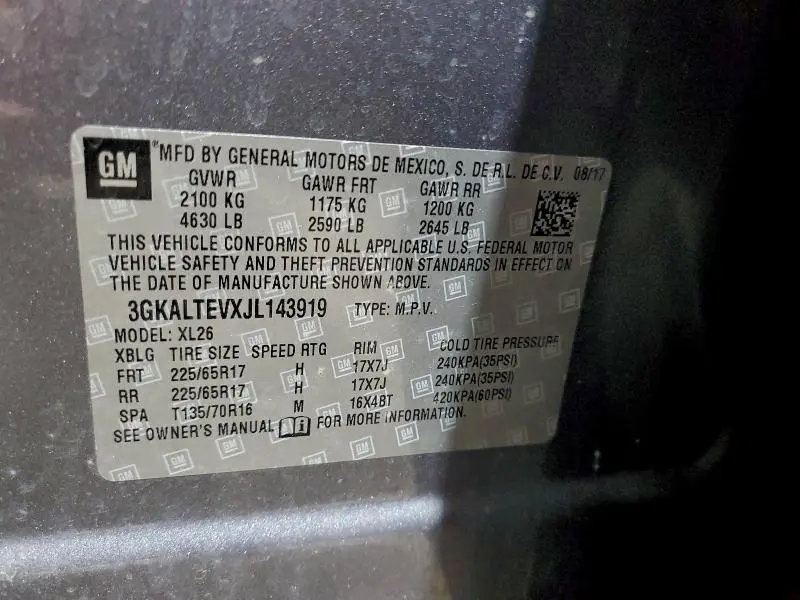 GM
®MFD BY GENERAL MOTORS DE MEXICO, S. DE R.L. DE C.V. 08/17
GVWR GAWR FRT GAWR RR
2100 KG 1175 KG 1200 KG
4630 LB 2590 LB 2645 LB
THIS VEHICLE CONFORMS TO ALL APPLICABLE U.S. FEDERAL MOTOR
VEHICLE SAFETY AND THEFT PREVENTION STANDARDS IN EFFECT ON
THE DATE OF MANUFACTURE SHOWN ABOVE.
3GKALTEVXJL143919 TYPE: M.P.V.
MODEL: XL26
XBLG TIRE SIZE SPEED RTG RIM COLD TIRE PRESSURE
FRT 225/65R17 H 17X7J 240KPA(35PSI)
RR 225/65R17 H 17X7J 240KPA(35PSI)
SPA T135/70R16 M 16X4BT 420KPA(60PSI)
SEE OWNER'S MANUAL FOR MORE INFORMATION.